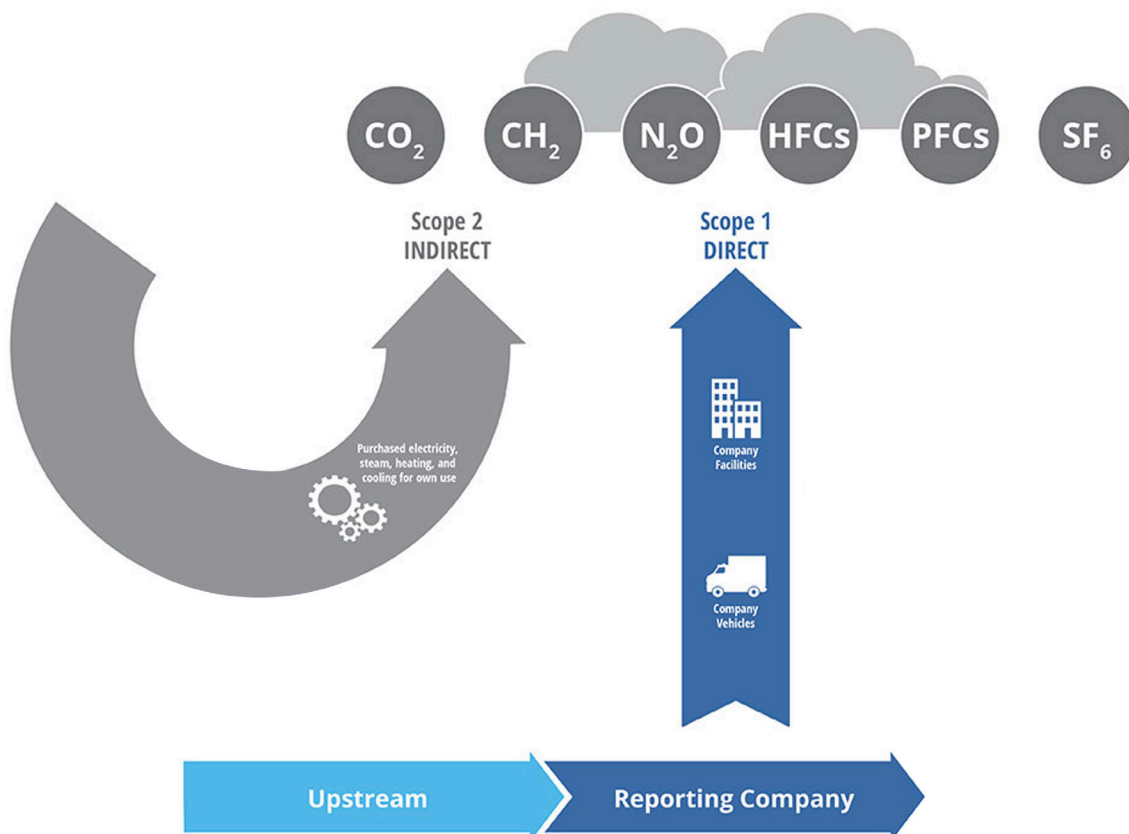 CO₂ CH₂ N₂O HFCs PFCs SF₆
Scope 2
INDIRECT
Scope 1
DIRECT
Purchased electricity,
steam, heating, and
cooling for own use
Company
Facilities
Company
Vehicles
Upstream
Reporting Company